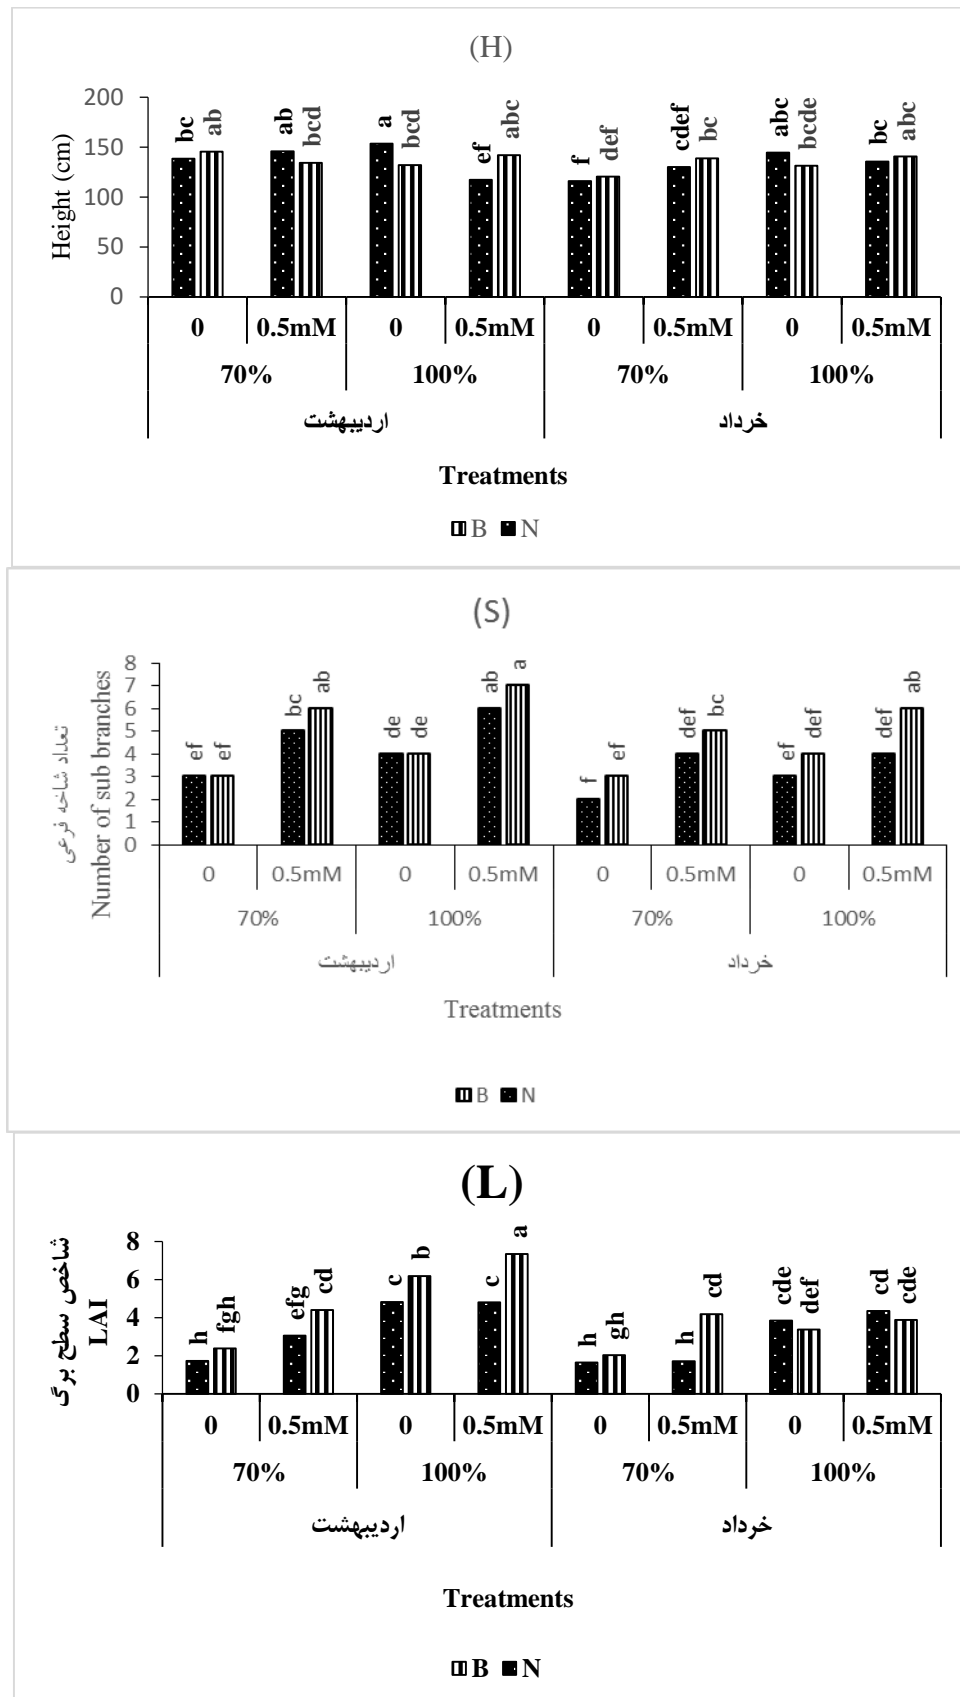 (H)
Height (cm)
200
150
100
50
0
bc ab ab bcd a bcd ef abc f def cdef bc abc bcde bc abc
0 0.5mM 0 0.5mM 0 0.5mM 0 0.5mM
70% 100% 70% 100%
اردیبهشت خرداد
Treatments
B N
(S)
تعداد شاخه فرعی
Number of sub branches
8
7
6
5
4
3
2
1
0
ef ef bc ab de de ab a f ef def bc ef def def ab
0 0.5mM 0 0.5mM 0 0.5mM 0 0.5mM
70% 100% 70% 100%
اردیبهشت خرداد
Treatments
B N
(L)
شاخص سطح برگ
LAI
8
6
4
2
0
h fgh efg cd c b c a h gh h cd cde def cd cde
0 0.5mM 0 0.5mM 0 0.5mM 0 0.5mM
70% 100% 70% 100%
اردیبهشت خرداد
Treatments
B N